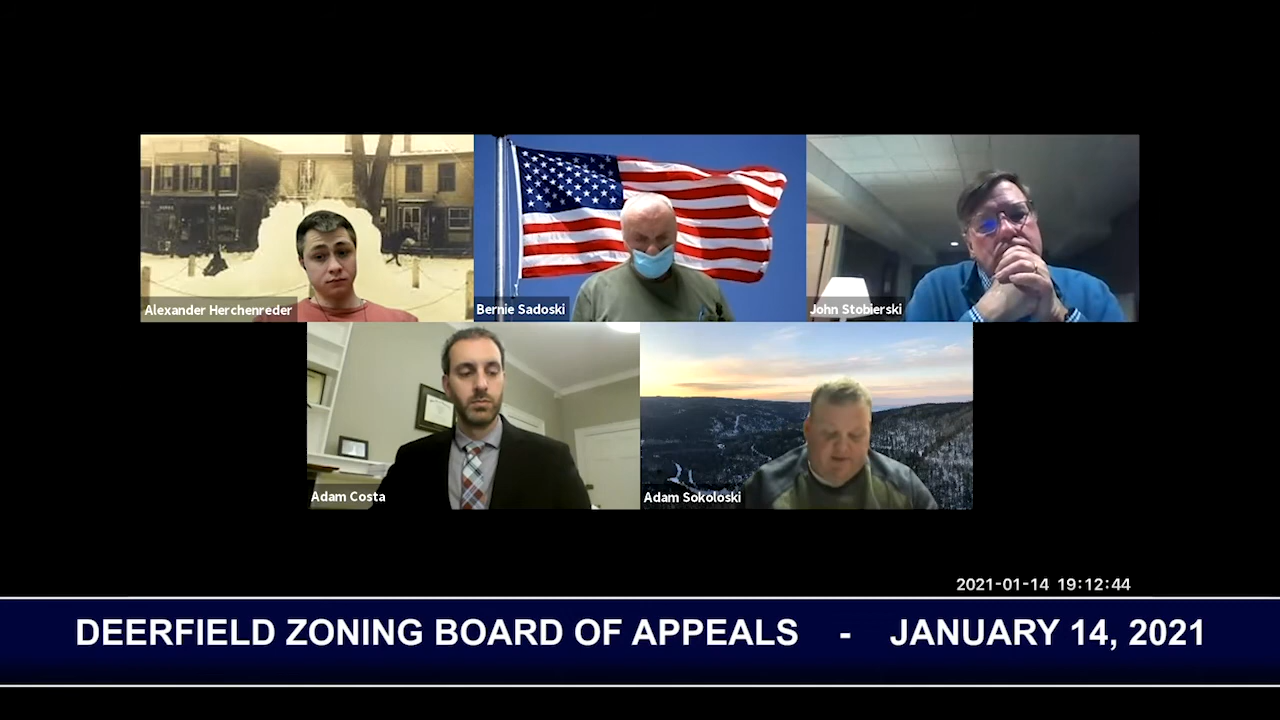 Alexander Herchenreder
Bernie Sadoski
John Stobierski
Adam Costa
Adam Sokoloski
2021-01-14 19:12:44
DEERFIELD ZONING BOARD OF APPEALS - JANUARY 14, 2021